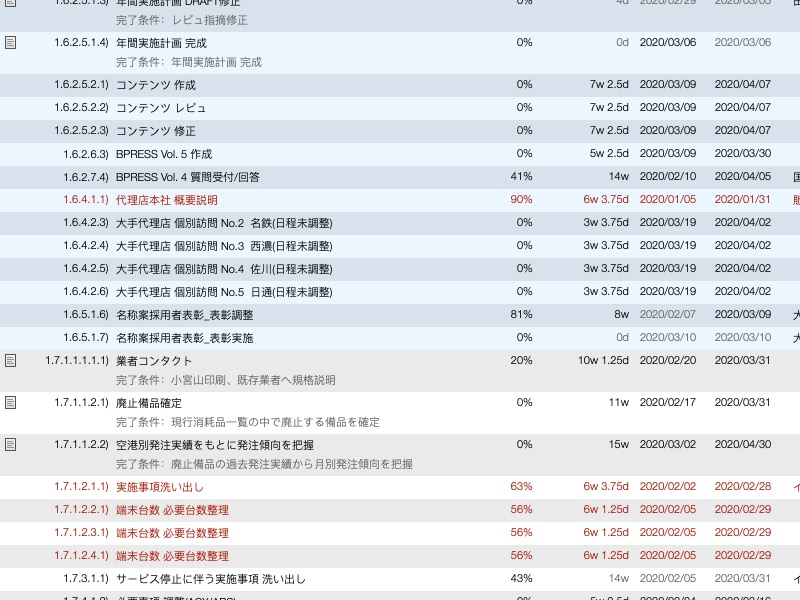 1.6.2.5.1.3) 年間実施計画 DRAFT修正 0% 4d 2020/02/29 2020/03/05
完了条件: レビュ指摘修正
1.6.2.5.1.4) 年間実施計画 完成 0% 0d 2020/03/06 2020/03/06
完了条件: 年間実施計画 完成
1.6.2.5.2.1) コンテンツ 作成 0% 7w 2.5d 2020/03/09 2020/04/07
1.6.2.5.2.2) コンテンツ レビュ 0% 7w 2.5d 2020/03/09 2020/04/07
1.6.2.5.2.3) コンテンツ 修正 0% 7w 2.5d 2020/03/09 2020/04/07
1.6.2.6.3) BPRESS Vol. 5 作成 0% 5w 2.5d 2020/03/09 2020/03/30
1.6.2.7.4) BPRESS Vol. 4 質問受付/回答 41% 14w 2020/02/10 2020/04/05
1.6.4.1.1) 代理店本社 概要説明 90% 6w 3.75d 2020/01/05 2020/01/31
1.6.4.2.3) 大手代理店 個別訪問 No.2 名鉄(日程未調整) 0% 3w 3.75d 2020/03/19 2020/04/02
1.6.4.2.4) 大手代理店 個別訪問 No.3 西濃(日程未調整) 0% 3w 3.75d 2020/03/19 2020/04/02
1.6.4.2.5) 大手代理店 個別訪問 No.4 佐川(日程未調整) 0% 3w 3.75d 2020/03/19 2020/04/02
1.6.4.2.6) 大手代理店 個別訪問 No.5 日通(日程未調整) 0% 3w 3.75d 2020/03/19 2020/04/02
1.6.5.1.6) 名称案採用者表彰_表彰調整 81% 8w 2020/02/07 2020/03/09 大
1.6.5.1.7) 名称案採用者表彰_表彰実施 0% 0d 2020/03/10 2020/03/10 大
1.7.1.1.1.1.1) 業者コンタクト 20% 10w 1.25d 2020/02/20 2020/03/31
完了条件: 小宮山印刷、既存業者へ規格説明
1.7.1.1.2.1) 廃止備品確定 0% 11w 2020/02/17 2020/03/31
完了条件: 現行消耗品一覧の中で廃止する備品を確定
1.7.1.1.2.2) 空港別発注実績をもとに発注傾向を把握 0% 15w 2020/03/02 2020/04/30
完了条件: 廃止備品の過去発注実績から月別発注傾向を把握
1.7.1.2.1.1) 実施事項洗い出し 63% 6w 3.75d 2020/02/02 2020/02/28
1.7.1.2.2.1) 端末台数 必要台数整理 56% 6w 1.25d 2020/02/05 2020/02/29
1.7.1.2.3.1) 端末台数 必要台数整理 56% 6w 1.25d 2020/02/05 2020/02/29
1.7.1.2.4.1) 端末台数 必要台数整理 56% 6w 1.25d 2020/02/05 2020/02/29
1.7.3.1.1) サービス停止に伴う実施事項 洗い出し 43% 14w 2020/02/05 2020/03/31